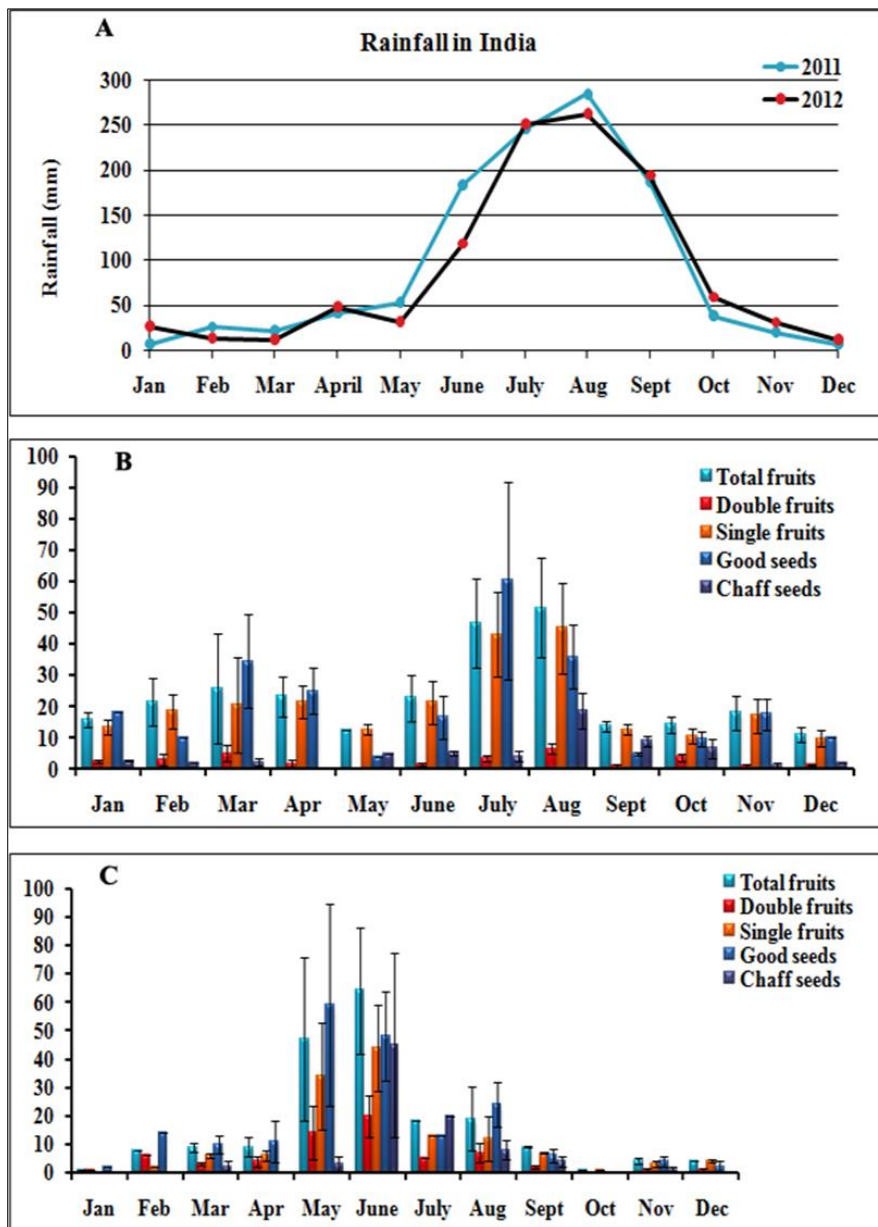 A
Rainfall in India
2011
2012
300
250
200
150
100
50
0
Rainfall (mm)
Jan Feb Mar April May June July Aug Sept Oct Nov Dec
B
100
90
80
70
60
50
40
30
20
10
0
Total fruits
Double fruits
Single fruits
Good seeds
Chaff seeds
Jan Feb Mar Apr May June July Aug Sept Oct Nov Dec
C
100
90
80
70
60
50
40
30
20
10
0
Total fruits
Double fruits
Single fruits
Good seeds
Chaff seeds
Jan Feb Mar Apr May June July Aug Sept Oct Nov Dec